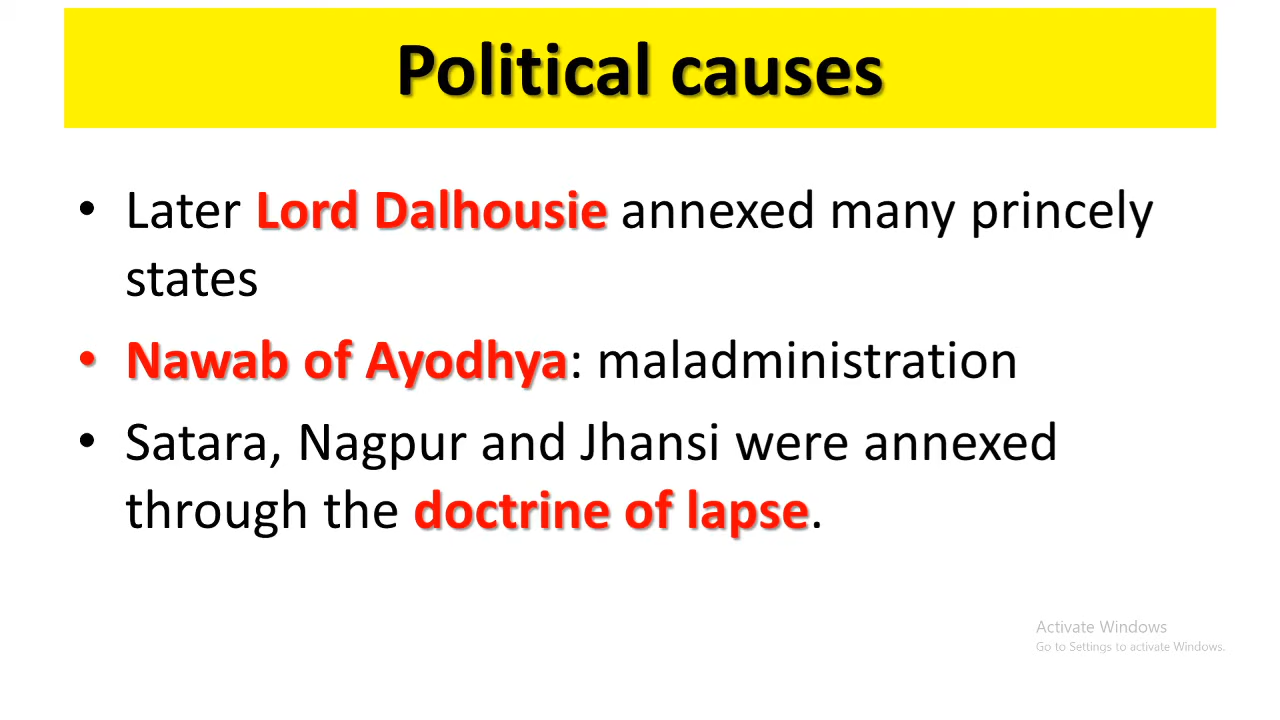 Political causes
• Later Lord Dalhousie annexed many princely
states
• Nawab of Ayodhya: maladministration
• Satara, Nagpur and Jhansi were annexed
through the doctrine of lapse.
Activate Windows
Go to Settings to activate Windows.